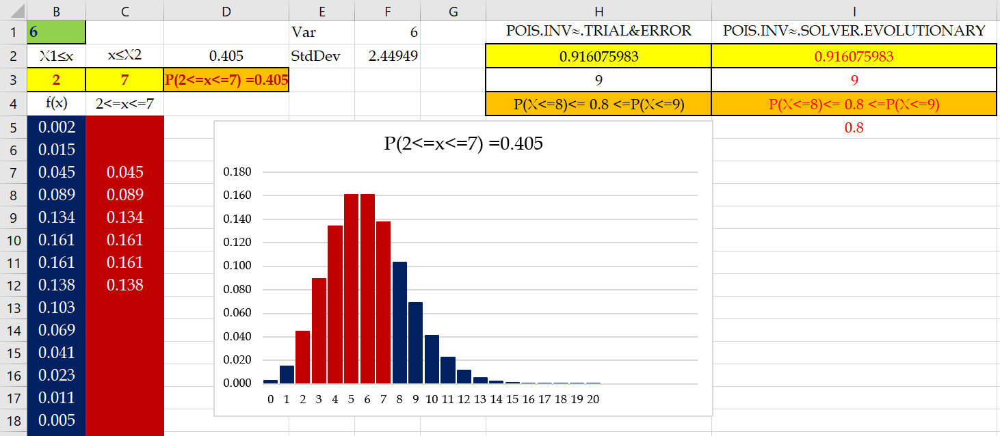 B C D E F G H I
1 6 Var 6 POIS.INV≈.TRIAL&ERROR POIS.INV≈.SOLVER.EVOLUTIONARY
2 X1≤x x≤X2 0.405 StdDev 2.44949 0.916075983 0.916075983
3 2 7 P(2<=x<=7) =0.405 9 9
4 f(x) 2<=x<=7 P(X<=8)<= 0.8 <=P(X<=9) P(X<=8)<= 0.8 <=P(X<=9)
5 0.002 0.8
6 0.015
7 0.045 0.045
8 0.089 0.089
9 0.134 0.134
10 0.161 0.161
11 0.161 0.161
12 0.138 0.138
13 0.103
14 0.069
15 0.041
16 0.023
17 0.011
18 0.005
P(2<=x<=7) =0.405
0.180
0.160
0.140
0.120
0.100
0.080
0.060
0.040
0.020
0.000
0 1 2 3 4 5 6 7 8 9 10 11 12 13 14 15 16 17 18 19 20